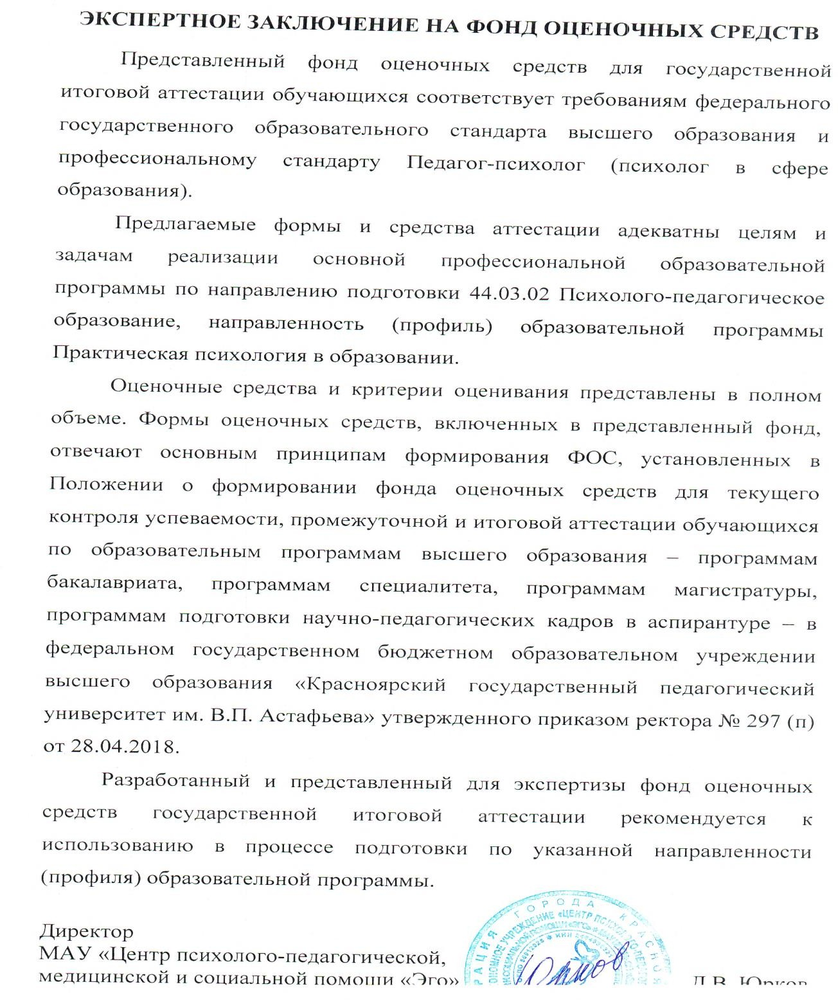 ЭКСПЕРТНОЕ ЗАКЛЮЧЕНИЕ НА ФОНД ОЦЕНОЧНЫХ СРЕДСТВ
Представленный фонд оценочных средств для государственной
итоговой аттестации обучающихся соответствует требованиям федерального
государственного образовательного стандарта высшего образования и
профессиональному стандарту Педагог-психолог (психолог в сфере
образования).
Предлагаемые формы и средства аттестации адекватны целям и
задачам реализации основной профессиональной образовательной
программы по направлению подготовки 44.03.02 Психолого-педагогическое
образование, направленность (профиль) образовательной программы
Практическая психология в образовании.
Оценочные средства и критерии оценивания представлены в полном
объеме. Формы оценочных средств, включенных в представленный фонд,
отвечают основным принципам формирования ФОС, установленных в
Положении о формировании фонда оценочных средств для текущего
контроля успеваемости, промежуточной и итоговой аттестации обучающихся
по образовательным программам высшего образования – программам
бакалавриата, программам специалитета, программам магистратуры,
программам подготовки научно-педагогических кадров в аспирантуре – в
федеральном государственном бюджетном образовательном учреждении
высшего образования «Красноярский государственный педагогический
университет им. В.П. Астафьева» утвержденного приказом ректора № 297 (п)
от 28.04.2018.
Разработанный и представленный для экспертизы фонд оценочных
средств государственной итоговой аттестации рекомендуется к
использованию в процессе подготовки по указанной направленности
(профиля) образовательной программы.
Директор
МАУ «Центр психолого-педагогической,
медицинской и социальной помощи «Эго»
ГОРОДА
УЧРЕЖДЕНИЕ «ЦЕНТР